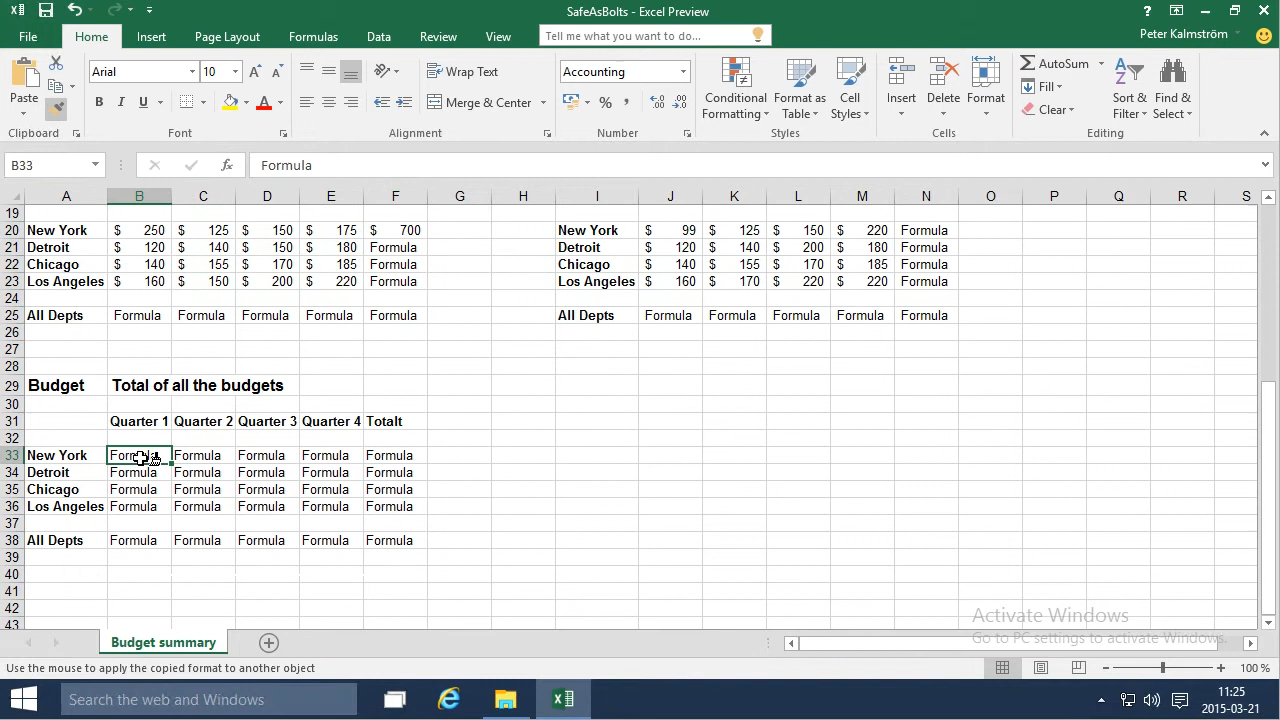 SafeAsBolts - Excel Preview
File Home Insert Page Layout Formulas Data Review View Tell me what you want to do... Peter Kalmström
Arial 10 Wrap Text Accounting AutoSum
Paste B I U Merge & Center % Conditional Formatting Format as Table Cell Styles Insert Delete Format Fill Clear Sort & Filter Find & Select
Clipboard Font Alignment Number Styles Cells Editing
B33 fx Formula
A B C D E F G H I J K L M N O P Q R S
19
20 New York $ 250 $ 125 $ 150 $ 175 $ 700 New York $ 99 $ 125 $ 150 $ 220 Formula
21 Detroit $ 120 $ 140 $ 150 $ 180 Formula Detroit $ 120 $ 140 $ 200 $ 180 Formula
22 Chicago $ 140 $ 155 $ 170 $ 185 Formula Chicago $ 140 $ 155 $ 170 $ 185 Formula
23 Los Angeles $ 160 $ 150 $ 200 $ 220 Formula Los Angeles $ 160 $ 170 $ 220 $ 220 Formula
24
25 All Depts Formula Formula Formula Formula Formula All Depts Formula Formula Formula Formula Formula
26
27
28
29 Budget Total of all the budgets
30
31 Quarter 1 Quarter 2 Quarter 3 Quarter 4 Totalt
32
33 New York Formula Formula Formula Formula Formula
34 Detroit Formula Formula Formula Formula Formula
35 Chicago Formula Formula Formula Formula Formula
36 Los Angeles Formula Formula Formula Formula Formula
37
38 All Depts Formula Formula Formula Formula Formula
39
40
41
42
43
Activate Windows
Go to PC settings to activate Windows.
Budget summary
Use the mouse to apply the copied format to another object 100 %
Search the web and Windows 11:25
2015-03-21